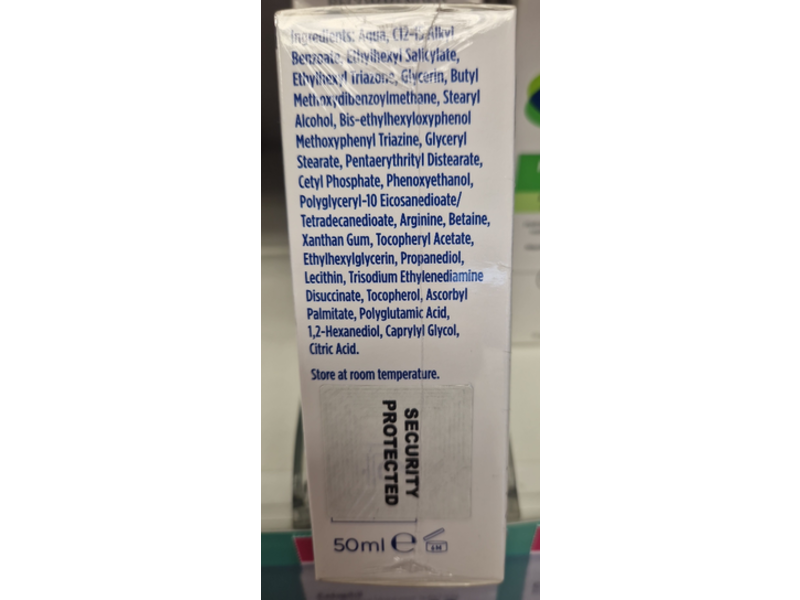 Ingredients: Aqua, C12-15 Alkyl
Benzoate, Ethylhexyl Salicylate,
Ethylhexyl Triazone, Glycerin, Butyl
Methoxydibenzoylmethane, Stearyl
Alcohol, Bis-ethylhexyloxyphenol
Methoxyphenyl Triazine, Glyceryl
Stearate, Pentaerythrityl Distearate,
Cetyl Phosphate, Phenoxyethanol,
Polyglyceryl-10 Eicosanedioate/
Tetradecanedioate, Arginine, Betaine,
Xanthan Gum, Tocopheryl Acetate,
Ethylhexylglycerin, Propanediol,
Lecithin, Trisodium Ethylenediamine
Disuccinate, Tocopherol, Ascorbyl
Palmitate, Polyglutamic Acid,
1,2-Hexanediol, Caprylyl Glycol,
Citric Acid.
Store at room temperature.
SECURITY
PROTECTED
50ml e